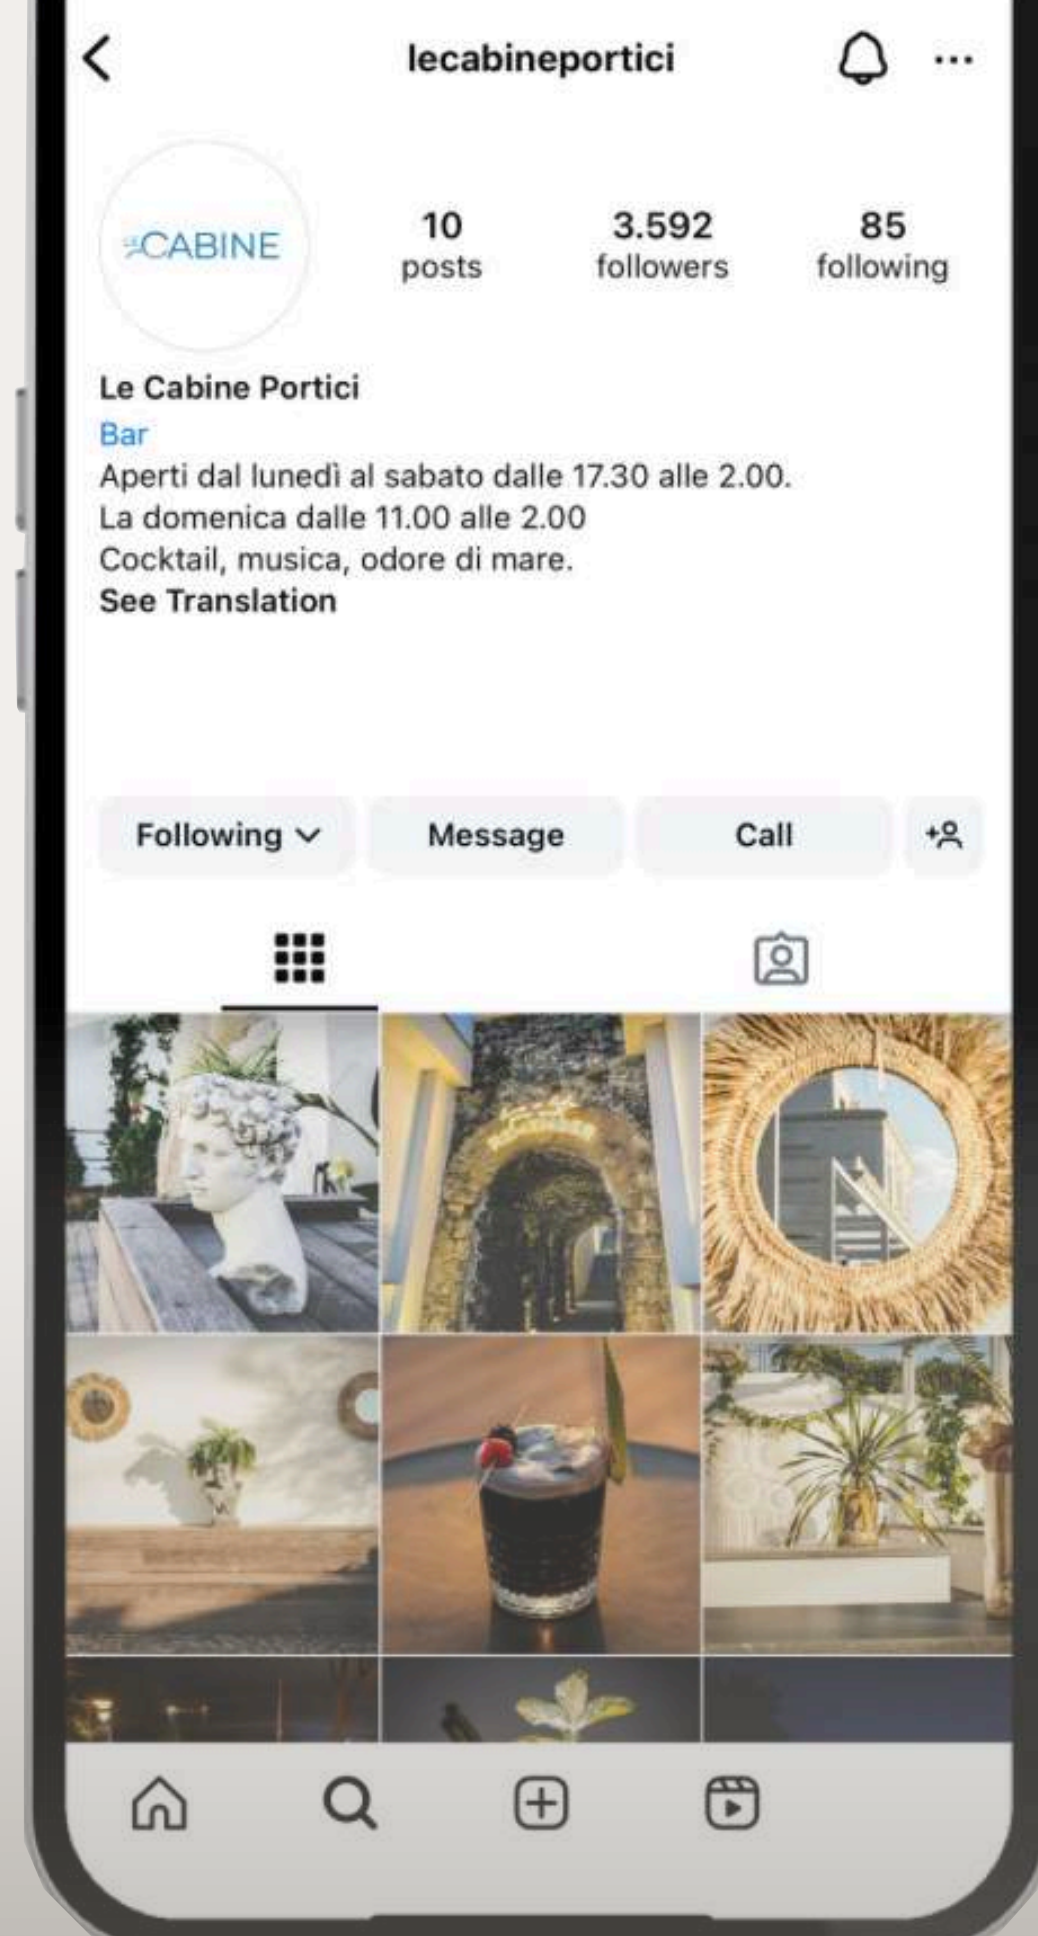 lecabineportici
LE CABINE
10
posts
3.592
followers
85
following
Le Cabine Portici
Bar
Aperti dal lunedì al sabato dalle 17.30 alle 2.00.
La domenica dalle 11.00 alle 2.00
Cocktail, musica, odore di mare.
See Translation
Following
Message
Call